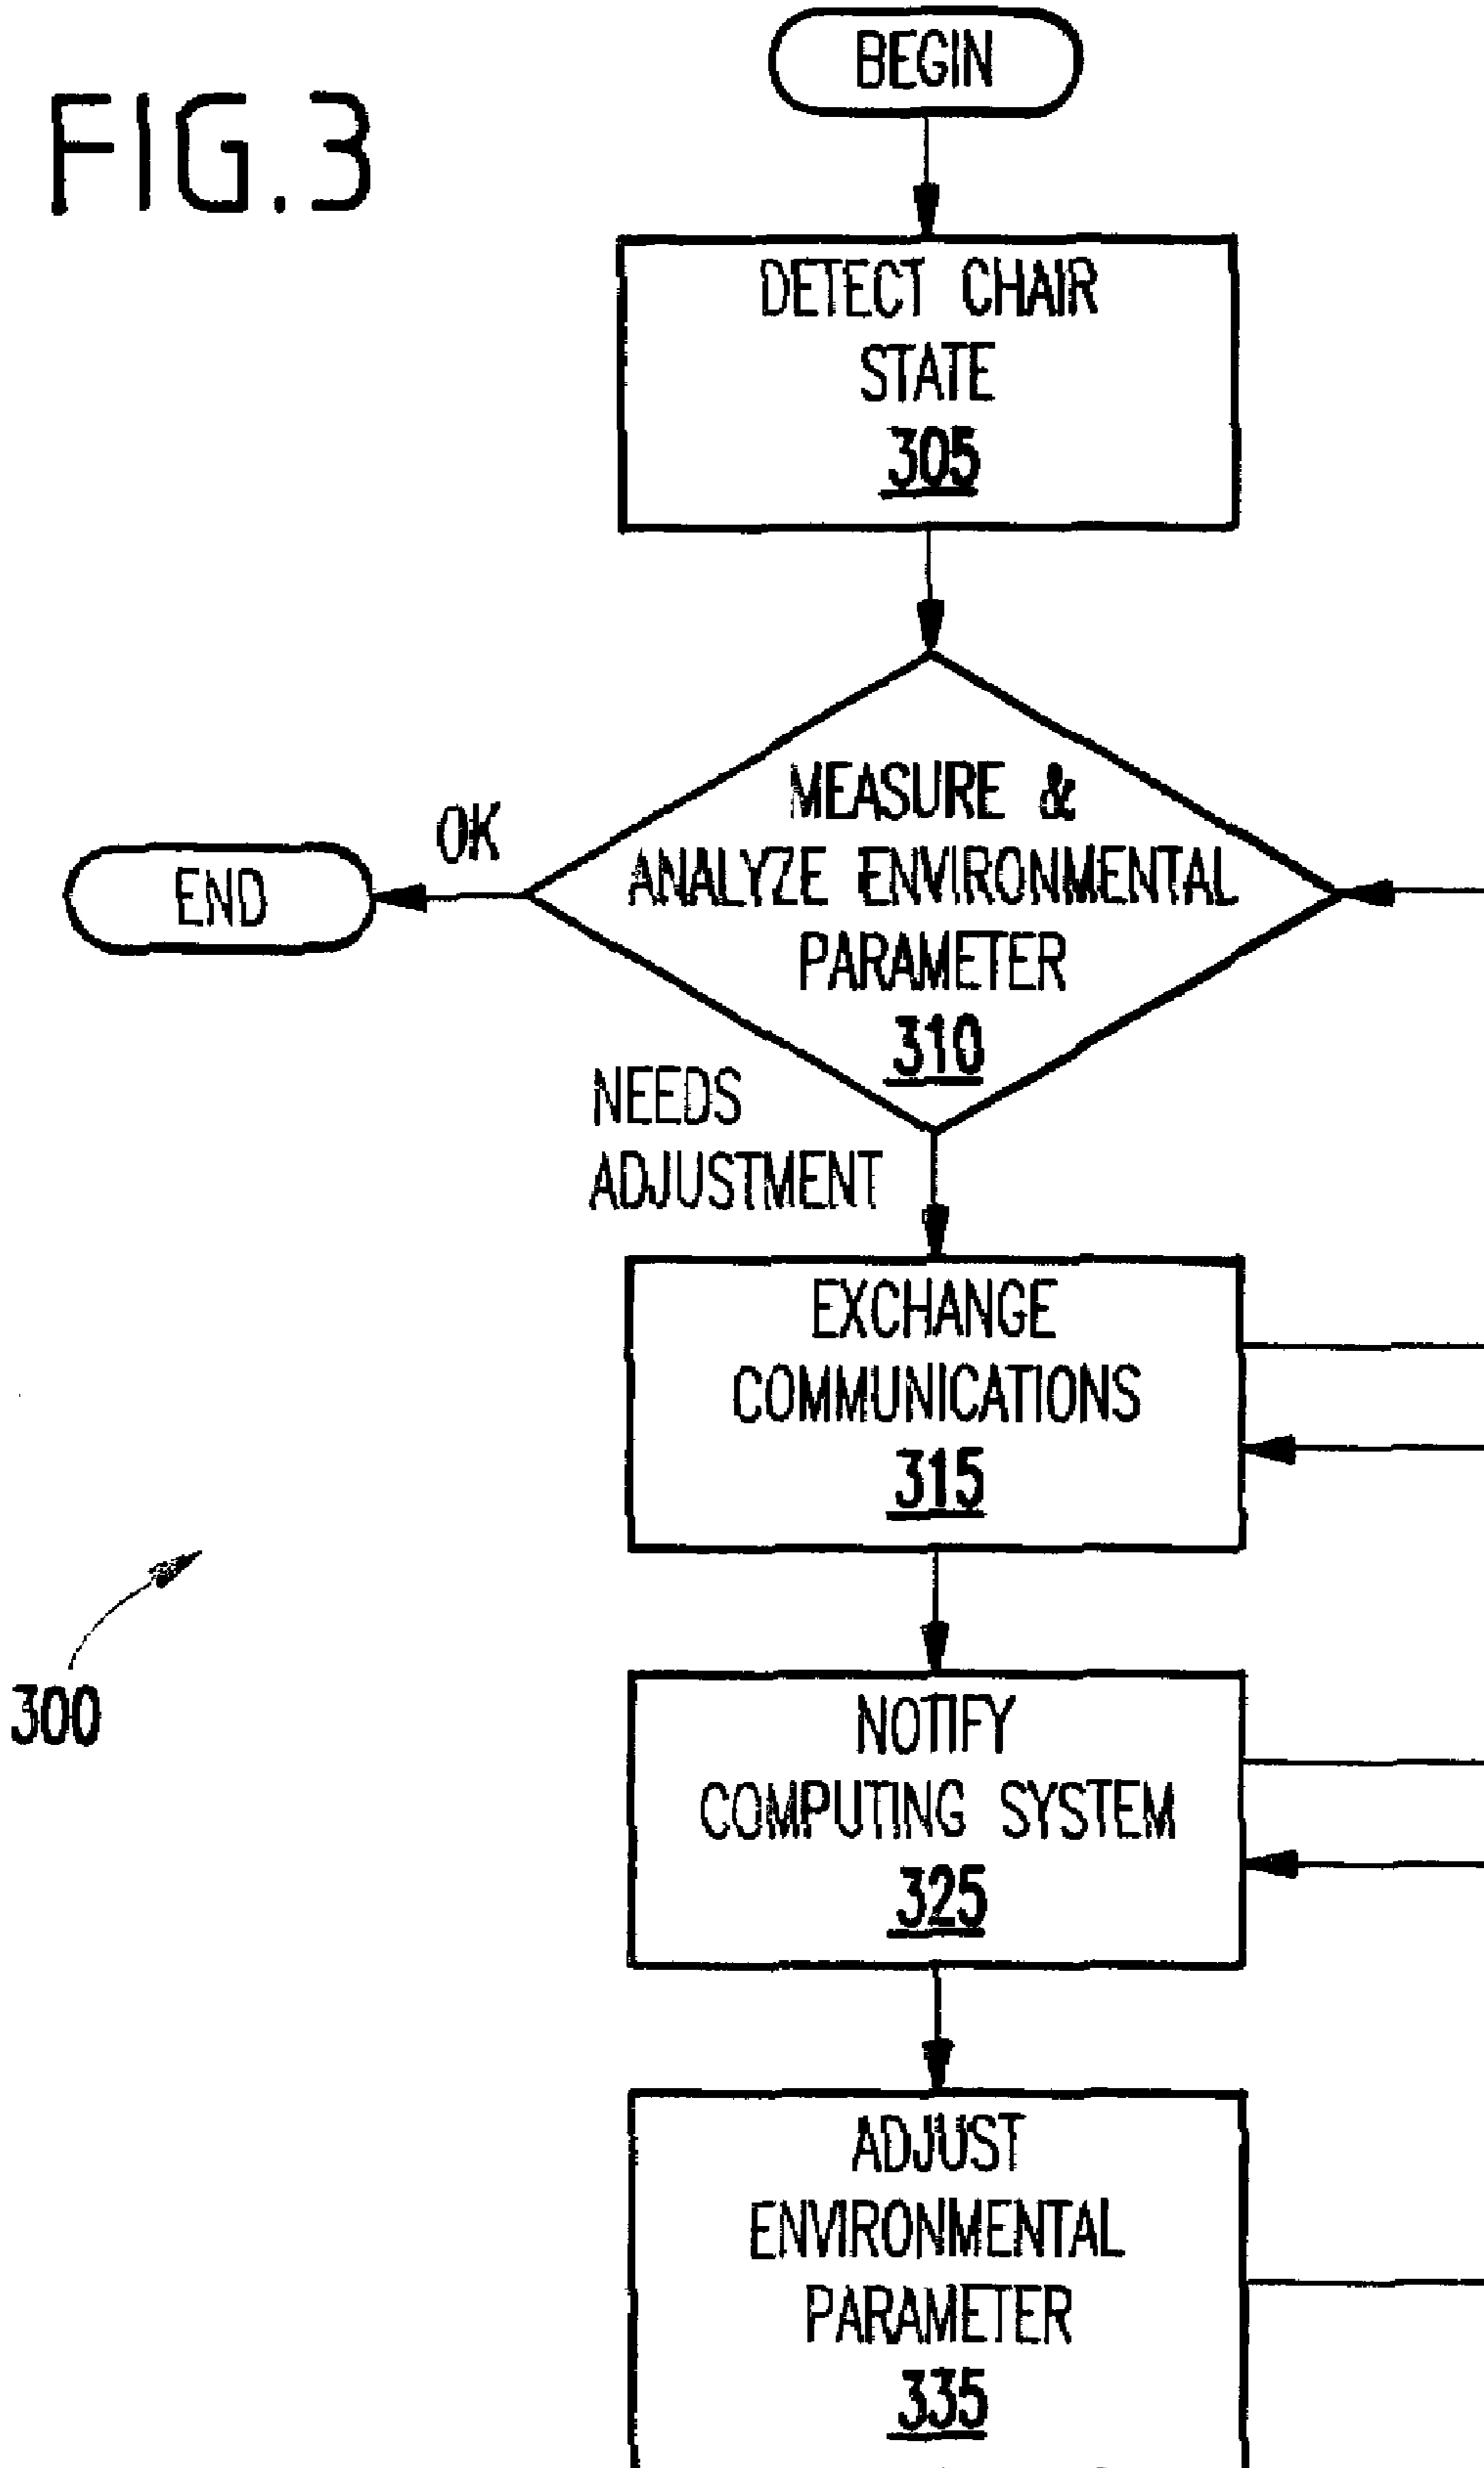 FIG.3
BEGIN
DETECT CHAIR
STATE
305
MEASURE &
ANALYZE ENVIRONMENTAL
PARAMETER
310
OK
END
NEEDS
ADJUSTMENT
EXCHANGE
COMMUNICATIONS
315
300
NOTIFY
COMPUTING SYSTEM
325
ADJUST
ENVIRONMENTAL
PARAMETER
335